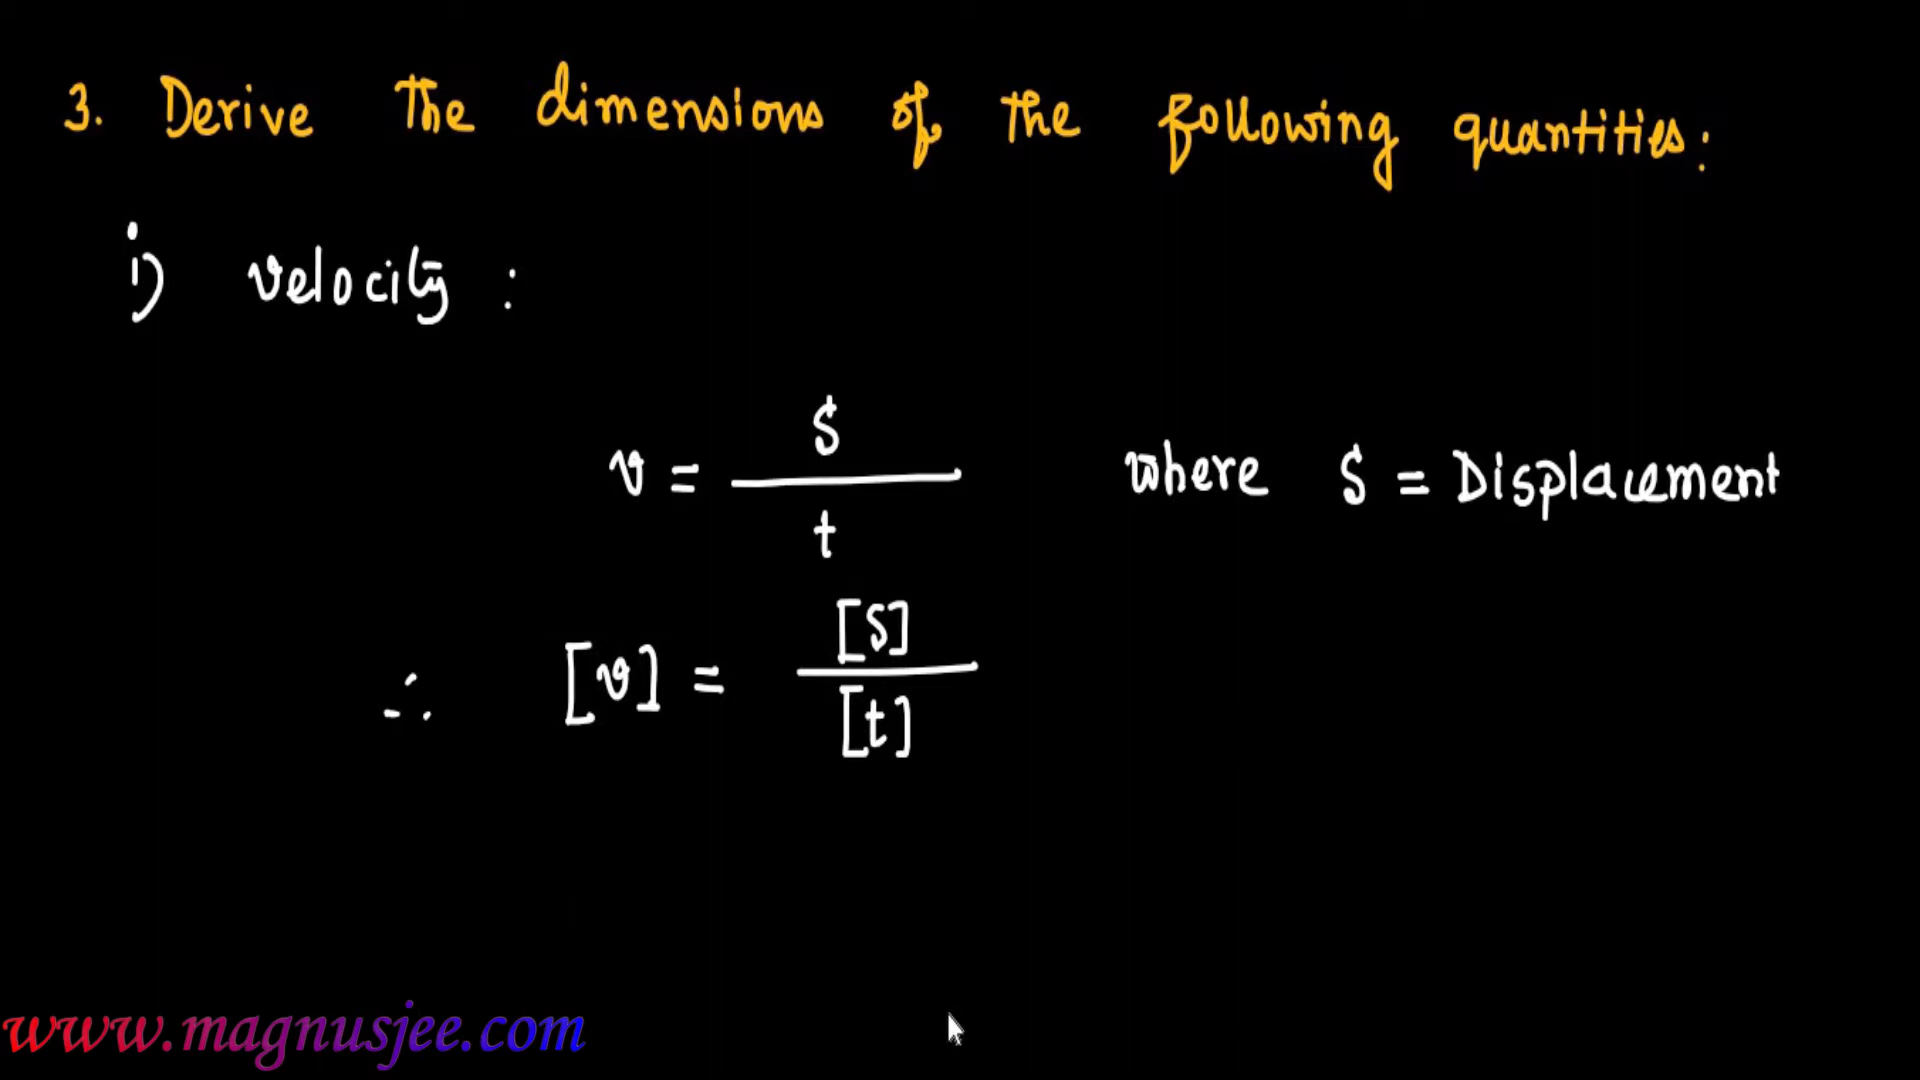 3. Derive the dimensions of the following quantities:
i) velocity :
v = S / t where S = Displacement
∴ [v] = [S] / [t]
www.magnusjee.com